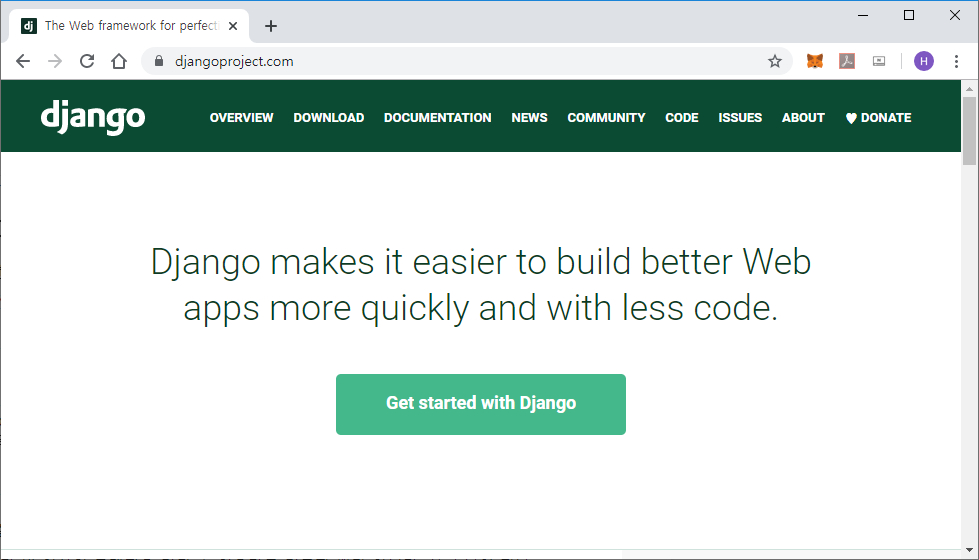 dj The Web framework for perfecti
djangoproject.com
H
django OVERVIEW DOWNLOAD DOCUMENTATION NEWS COMMUNITY CODE ISSUES ABOUT DONATE
Django makes it easier to build better Web
apps more quickly and with less code.
Get started with Django